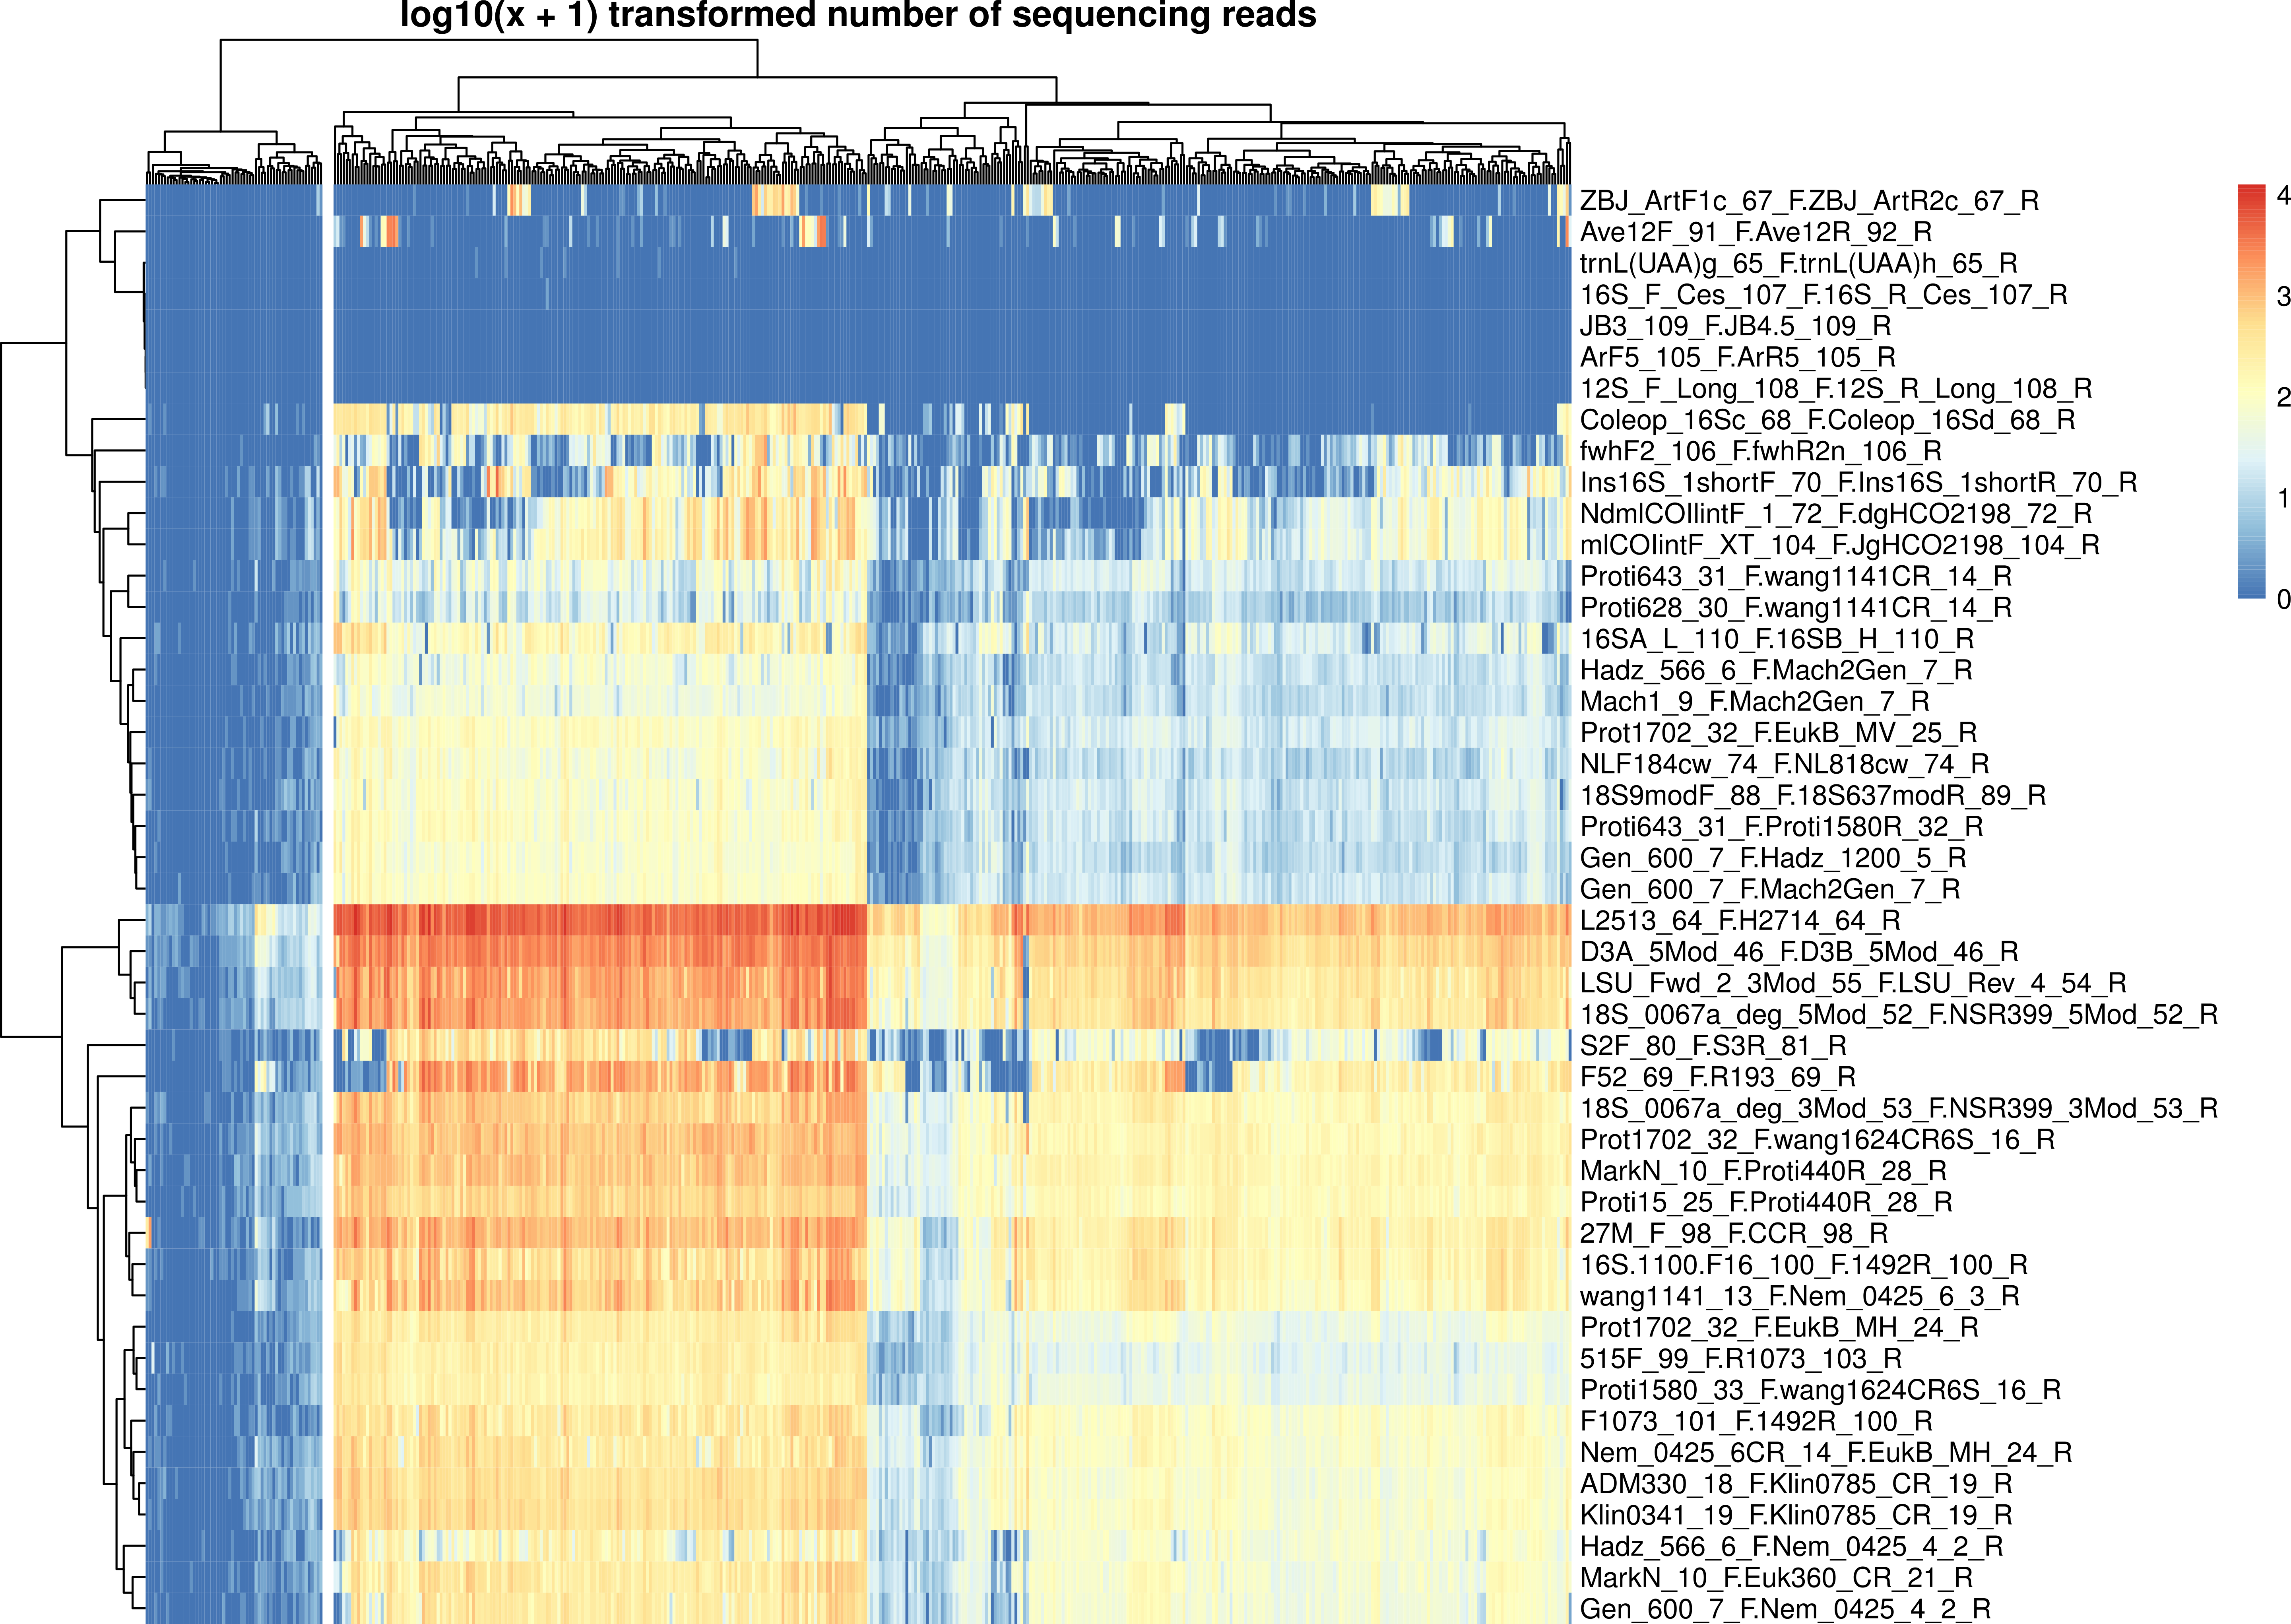 log10(x + 1) transformed number of sequencing reads
ZBJ_ArtF1c_67_F.ZBJ_ArtR2c_67_R
Ave12F_91_F.Ave12R_92_R
trnL(UAA)g_65_F.trnL(UAA)h_65_R
16S_F_Ces_107_F.16S_R_Ces_107_R
JB3_109_F.JB4.5_109_R
ArF5_105_F.ArR5_105_R
12S_F_Long_108_F.12S_R_Long_108_R
Coleop_16Sc_68_F.Coleop_16Sd_68_R
fwhF2_106_F.fwhR2n_106_R
Ins16S_1shortF_70_F.Ins16S_1shortR_70_R
NdmlCOIIintF_1_72_F.dgHCO2198_72_R
mlCOIintF_XT_104_F.JgHCO2198_104_R
Proti643_31_F.wang1141CR_14_R
Proti628_30_F.wang1141CR_14_R
16SA_L_110_F.16SB_H_110_R
Hadz_566_6_F.Mach2Gen_7_R
Mach1_9_F.Mach2Gen_7_R
Prot1702_32_F.EukB_MV_25_R
NLF184cw_74_F.NL818cw_74_R
18S9modF_88_F.18S637modR_89_R
Proti643_31_F.Proti1580R_32_R
Gen_600_7_F.Hadz_1200_5_R
Gen_600_7_F.Mach2Gen_7_R
L2513_64_F.H2714_64_R
D3A_5Mod_46_F.D3B_5Mod_46_R
LSU_Fwd_2_3Mod_55_F.LSU_Rev_4_54_R
18S_0067a_deg_5Mod_52_F.NSR399_5Mod_52_R
S2F_80_F.S3R_81_R
F52_69_F.R193_69_R
18S_0067a_deg_3Mod_53_F.NSR399_3Mod_53_R
Prot1702_32_F.wang1624CR6S_16_R
MarkN_10_F.Proti440R_28_R
Proti15_25_F.Proti440R_28_R
27M_F_98_F.CCR_98_R
16S.1100.F16_100_F.1492R_100_R
wang1141_13_F.Nem_0425_6_3_R
Prot1702_32_F.EukB_MH_24_R
515F_99_F.R1073_103_R
Proti1580_33_F.wang1624CR6S_16_R
F1073_101_F.1492R_100_R
Nem_0425_6CR_14_F.EukB_MH_24_R
ADM330_18_F.Klin0785_CR_19_R
Klin0341_19_F.Klin0785_CR_19_R
Hadz_566_6_F.Nem_0425_4_2_R
MarkN_10_F.Euk360_CR_21_R
Gen_600_7_F.Nem_0425_4_2_R
4
3
2
1
0